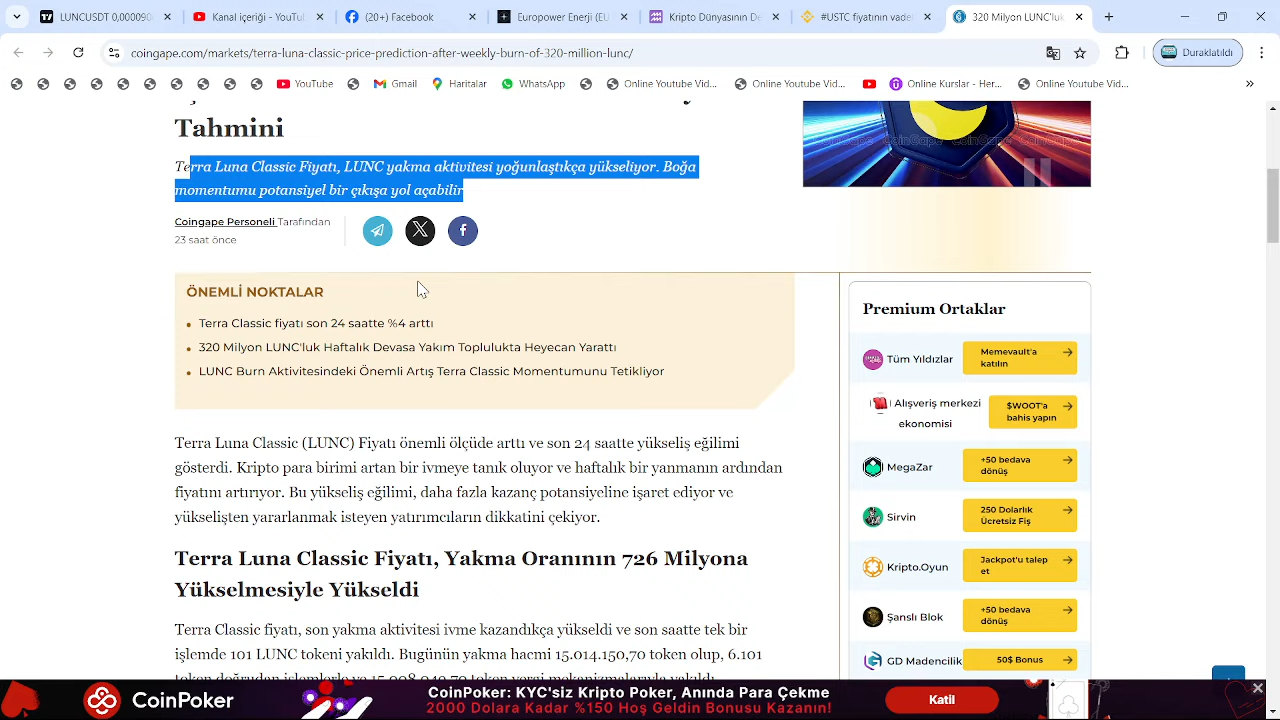 LUNCUSDT 0.00009
YouTube - Kanal1
(20+) Facebook
Europower Enerji (EU
Kripto Dünyasının
#USTC fiyatının vade
320 Milyon LUNC'luk
coingape.com/markets/terra-luna-classic-price-prediction-after-weekly-burn-of-320-million-lunc/
Duraklatıldı
YouTube
Gmail
Haritalar
WhatsApp
Online Youtube Vid...
Online Youtube Vid...
Online Kurslar - Her...
Online Youtube Vid...
Tahmini
Terra Luna Classic Fiyatı, LUNC yakma aktivitesi yoğunlaştıkça yükseliyor. Boğa
momentumu potansiyel bir çıkışa yol açabilir
Coingape Personeli Tarafından
23 saat önce
ÖNEMLİ NOKTALAR
Terra Classic fiyatı son 24 saatte %4 arttı
320 Milyon LUNC'luk Haftalık Devasa Yakım Toplulukta Heyecan Yarattı
LUNC Burn Aktivitesindeki Önemli Artış Terra Classic Momentumunu Tetikliyor
Terra Luna Classic (LUNC) Fiyatı önemli ölçüde arttı ve son 24 saatte yükseliş eğilimi
gösterdi. Kripto para birimi artan bir ivmeye tanık oluyor ve haftalık bir yanmanın ardından
fiyatını artırıyor. Bu yükseliş eğilimi, daha fazla kazanç potansiyeline işaret ediyor ve
yükselişten yararlanmak isteyen yatırımcıların dikkatini çekiyor.
Terra Luna Classic Fiyatı, Yakma Oranının 726 Milyona
Yükselmesiyle Yükseldi
Terra Classic fiyatı, son yakma aktivitesi ivme kazandıkça yükseldi ve son saatte tek bir
işlemde 101 LUNC tokeni yakıldı. Bugünün yakma hacmi 15.014.150,70 token olup, 6.101
CoinGape CoinGape CoinGape CoinGape
Premium Ortaklar
Tüm Yıldızlar
Memevault'a
katılın
Alışveriş merkezi
ekonomisi
$WOOT'a
bahis yapın
MegaZar
+50 bedava
dönüş
Sirvin
250 Dolarlık
Ücretsiz Fiş
Kripto.Oyun
Jackpot'u talep
et
Şanslı Blok
+50 bedava
dönüş
GD Madencilik
50$ Bonus
CoinPoker
CoinPoker: KYC'siz Kripto Poker, Anında Para Çekme
2000 Dolara Kadar %150 Hoş Geldin Bonusu Kazanın!
Katil